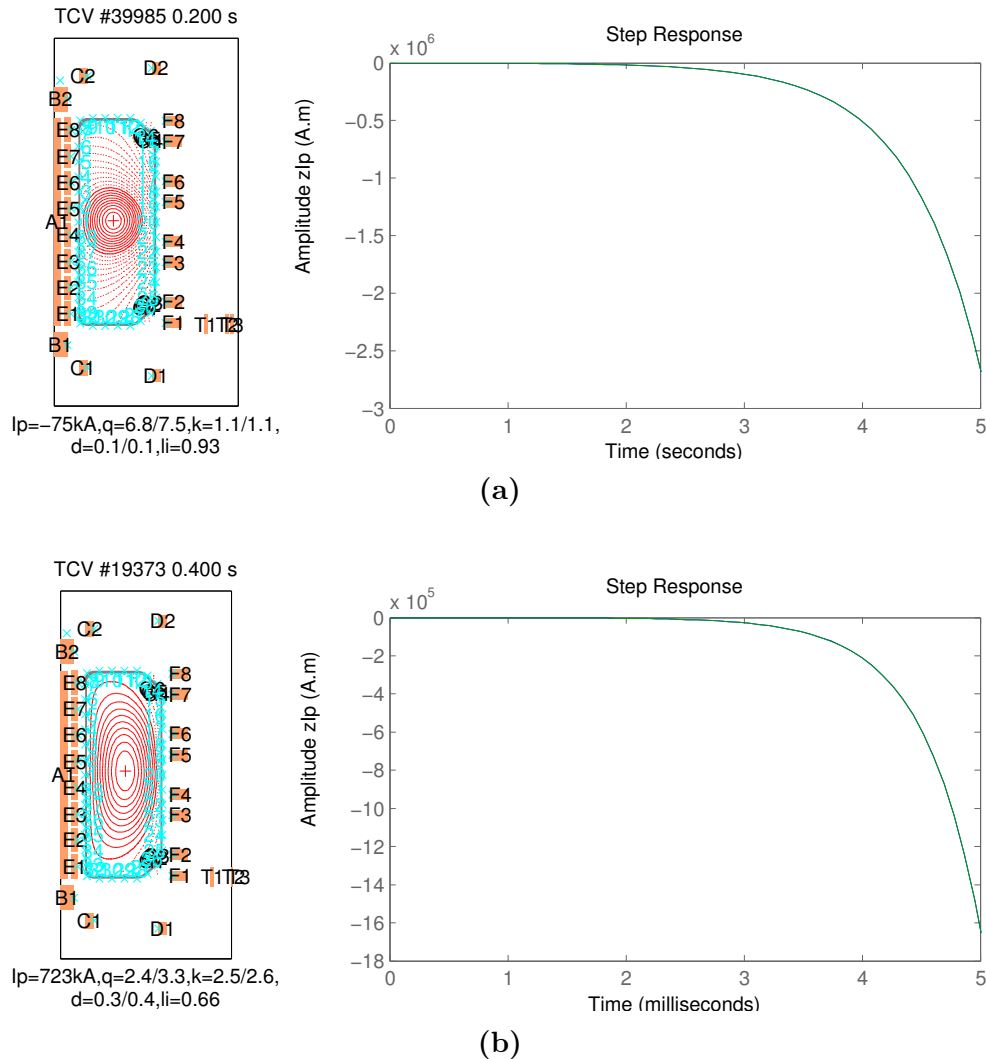 TCV #39985 0.200 s
C2
D2
B2
E8
F8
E7
F7
E6
F6
E5
F5
A1
E4
F4
E3
F3
E2
F2
E1
F1
T1
T2
T3
B1
C1
D1
Ip=−75kA,q=6.8/7.5,k=1.1/1.1,
d=0.1/0.1,li=0.93
Step Response
x 10^6
Amplitude zIp (A.m)
0
−0.5
−1
−1.5
−2
−2.5
−3
0 1 2 3 4 5
Time (seconds)
(a)
TCV #19373 0.400 s
C2
D2
B2
E8
F8
E7
F7
E6
F6
E5
F5
A1
E4
F4
E3
F3
E2
F2
E1
F1
T1
T2
T3
B1
C1
D1
Ip=723kA,q=2.4/3.3,k=2.5/2.6,
d=0.3/0.4,li=0.66
Step Response
x 10^5
Amplitude zIp (A.m)
0
−2
−4
−6
−8
−10
−12
−14
−16
−18
0 1 2 3 4 5
Time (milliseconds)
(b)